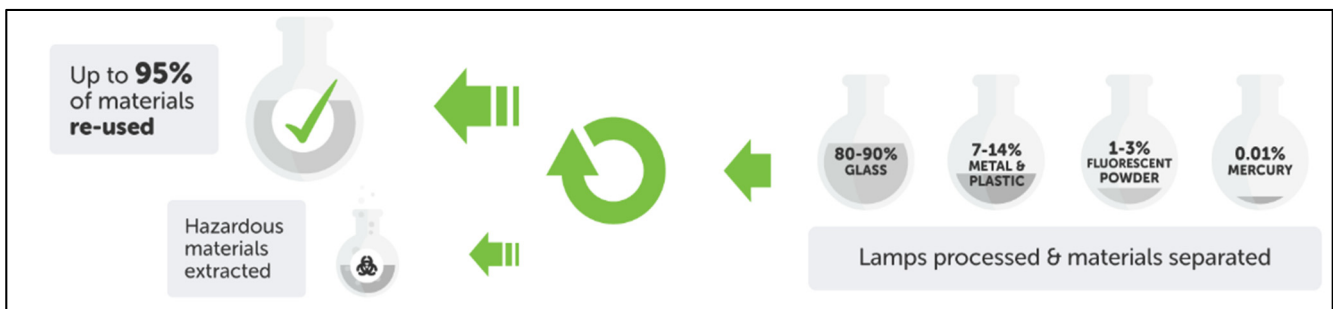 Up to 95%
of materials
re-used
Hazardous
materials
extracted
80-90%
GLASS
7-14%
METAL &
PLASTIC
1-3%
FLUORESCENT
POWDER
0.01%
MERCURY
Lamps processed & materials separated